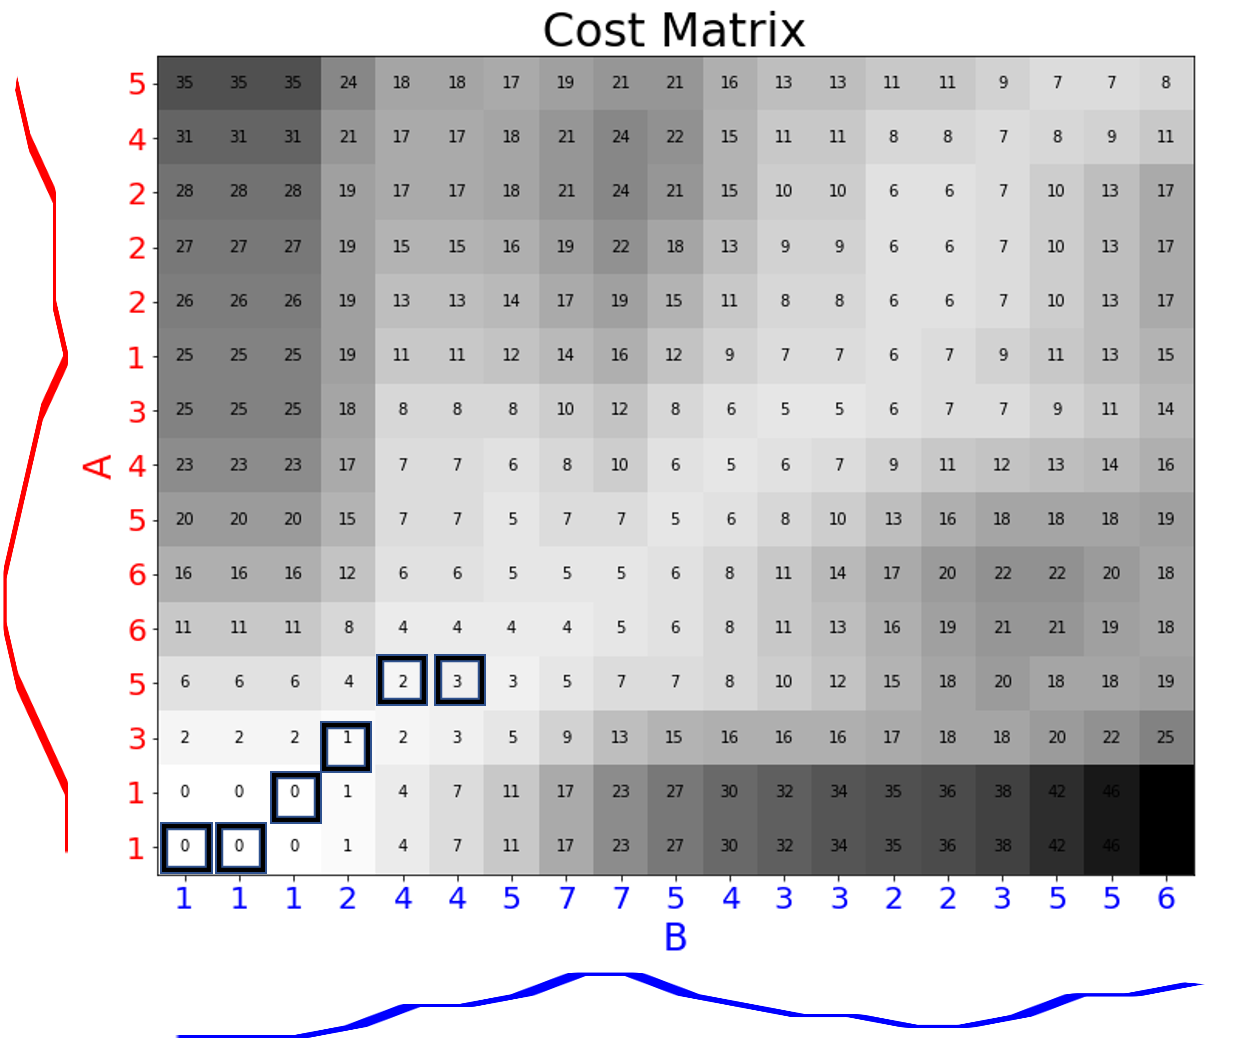 Cost Matrix
5 35 35 35 24 18 18 17 19 21 21 16 13 13 11 11 9 7 7 8
4 31 31 31 21 17 17 18 21 24 22 15 11 11 8 8 7 8 9 11
2 28 28 28 19 17 17 18 21 24 21 15 10 10 6 6 7 10 13 17
2 27 27 27 19 15 15 16 19 22 18 13 9 9 6 6 7 10 13 17
2 26 26 26 19 13 13 14 17 19 15 11 8 8 6 6 7 10 13 17
1 25 25 25 19 11 11 12 14 16 12 9 7 7 6 7 9 11 13 15
3 25 25 25 18 8 8 8 10 12 8 6 5 5 6 7 7 9 11 14
A 4 23 23 23 17 7 7 6 8 10 6 5 6 7 9 11 12 13 14 16
5 20 20 20 15 7 7 5 7 7 5 6 8 10 13 16 18 18 18 19
6 16 16 16 12 6 6 5 5 5 6 8 11 14 17 20 22 22 20 18
6 11 11 11 8 4 4 4 4 5 6 8 11 13 16 19 21 21 19 18
5 6 6 6 4 2 3 3 5 7 7 8 10 12 15 18 20 18 18 19
3 2 2 2 1 2 3 5 9 13 15 16 16 16 17 18 18 20 22 25
1 0 0 0 1 4 7 11 17 23 27 30 32 34 35 36 38 42 46
1 0 0 0 1 4 7 11 17 23 27 30 32 34 35 36 38 42 46
1 1 1 2 4 4 5 7 7 5 4 3 3 2 2 3 5 5 6
B